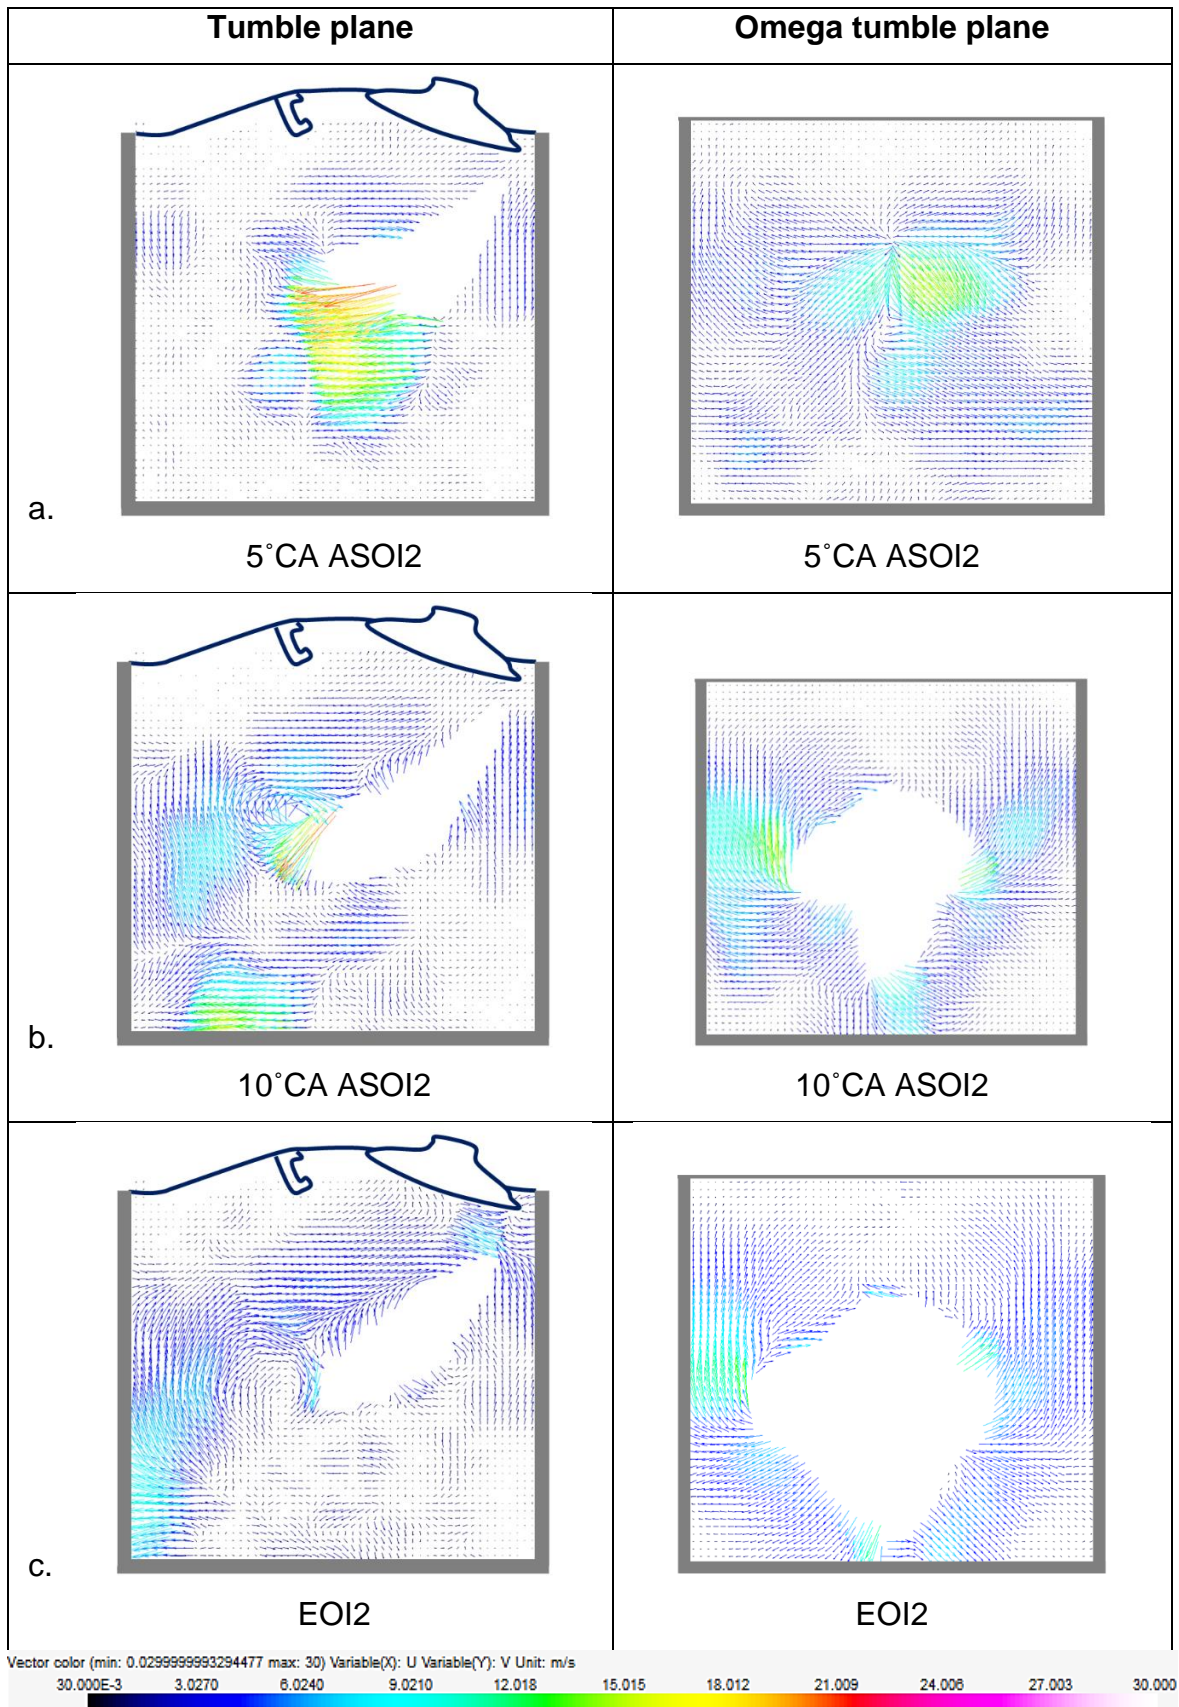 Tumble plane
Omega tumble plane
a.
5˚CA ASOI2
5˚CA ASOI2
b.
10˚CA ASOI2
10˚CA ASOI2
c.
EOI2
EOI2
Vector color (min: 0.0299999993294477 max: 30) Variable(X): U Variable(Y): V Unit: m/s
30.000E-3 3.0270 6.0240 9.0210 12.018 15.015 18.012 21.009 24.006 27.003 30.000